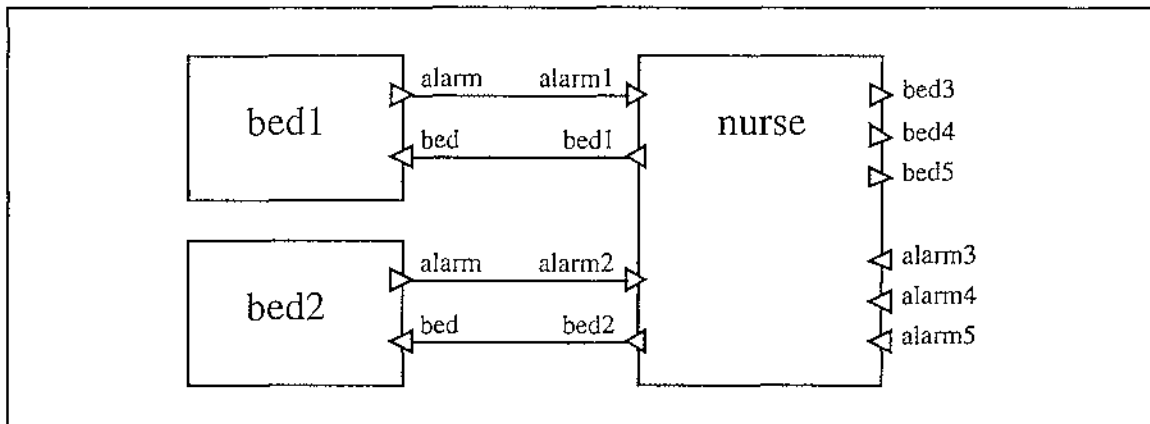 bed1
alarm alarm1
bed bed1
bed2
alarm alarm2
bed bed2
nurse
bed3
bed4
bed5
alarm3
alarm4
alarm5